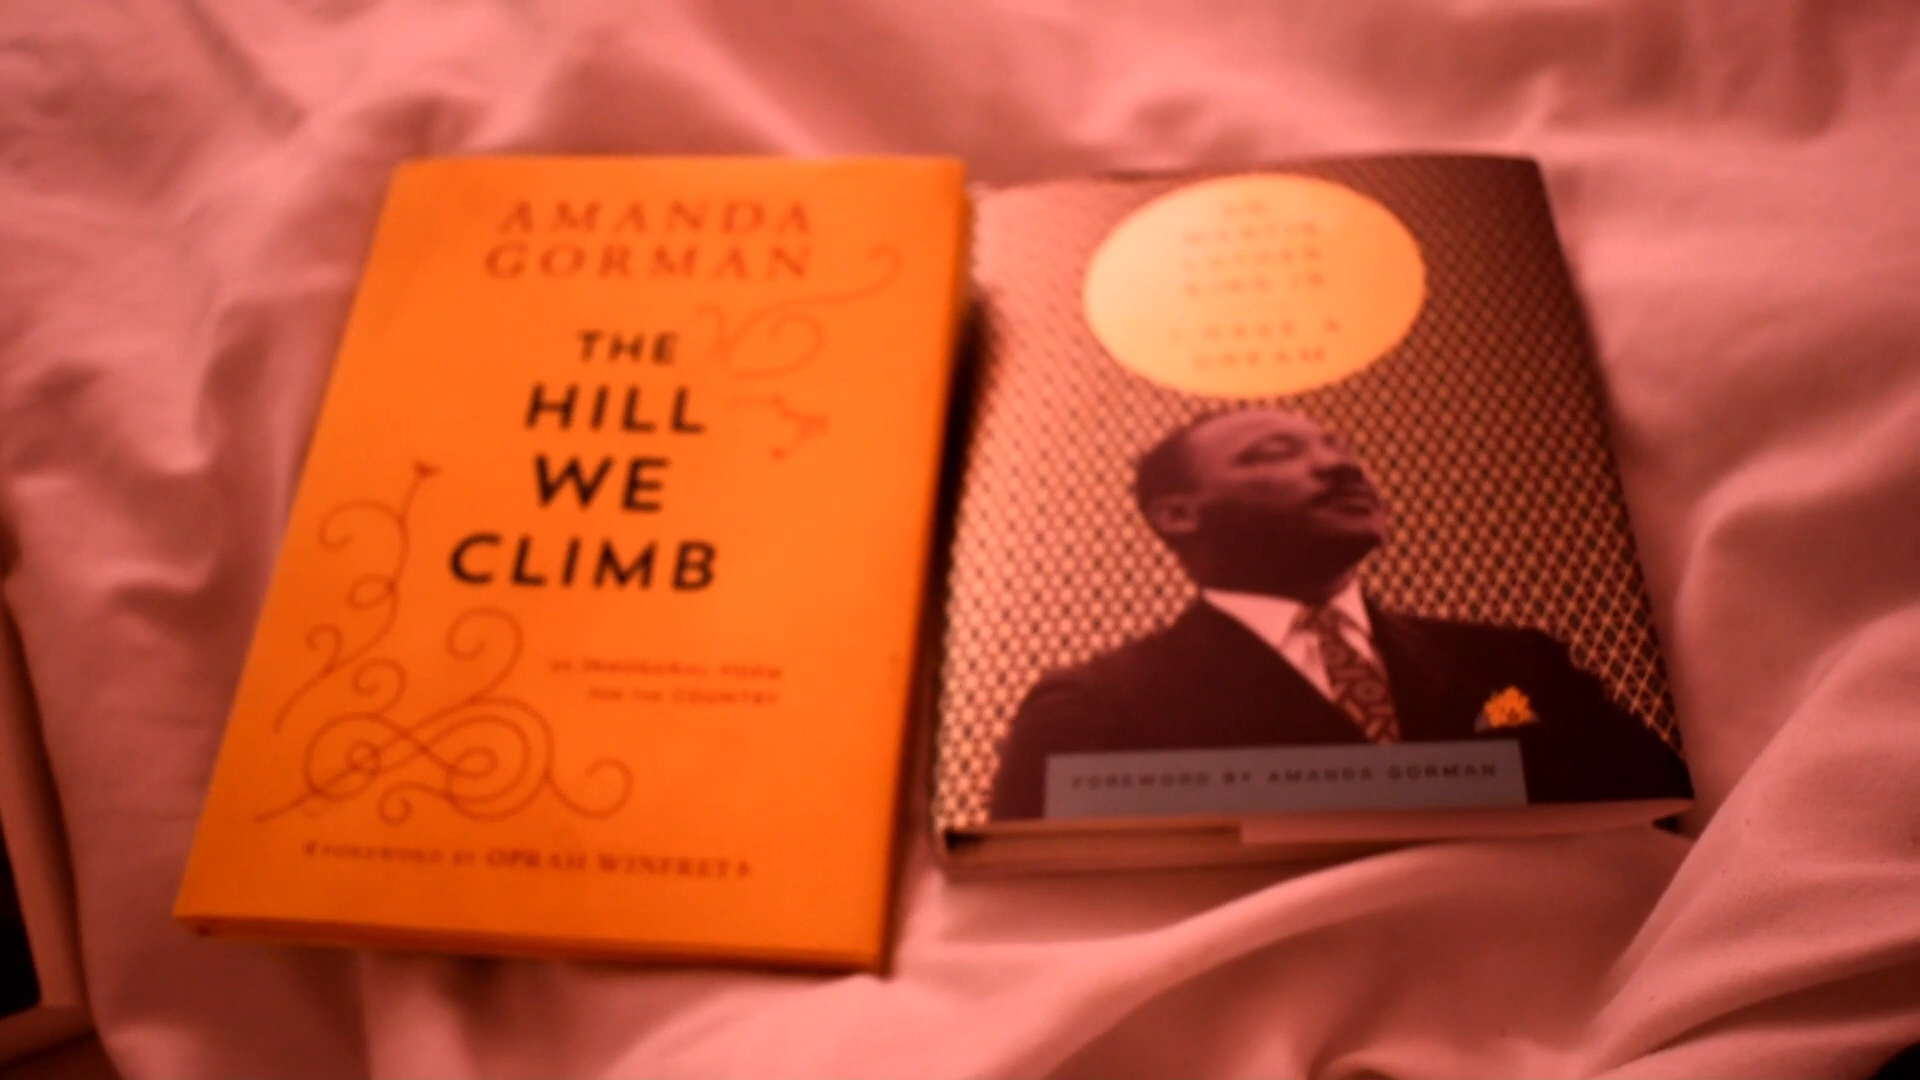 AMANDA
GORMAN
THE
HILL
WE
CLIMB
AN INAUGURAL POEM
FOR THE COUNTRY
FOREWORD BY OPRAH WINFREY
DR.
MARTIN
LUTHER
KING JR.
I HAVE A
DREAM
FOREWORD BY AMANDA GORMAN